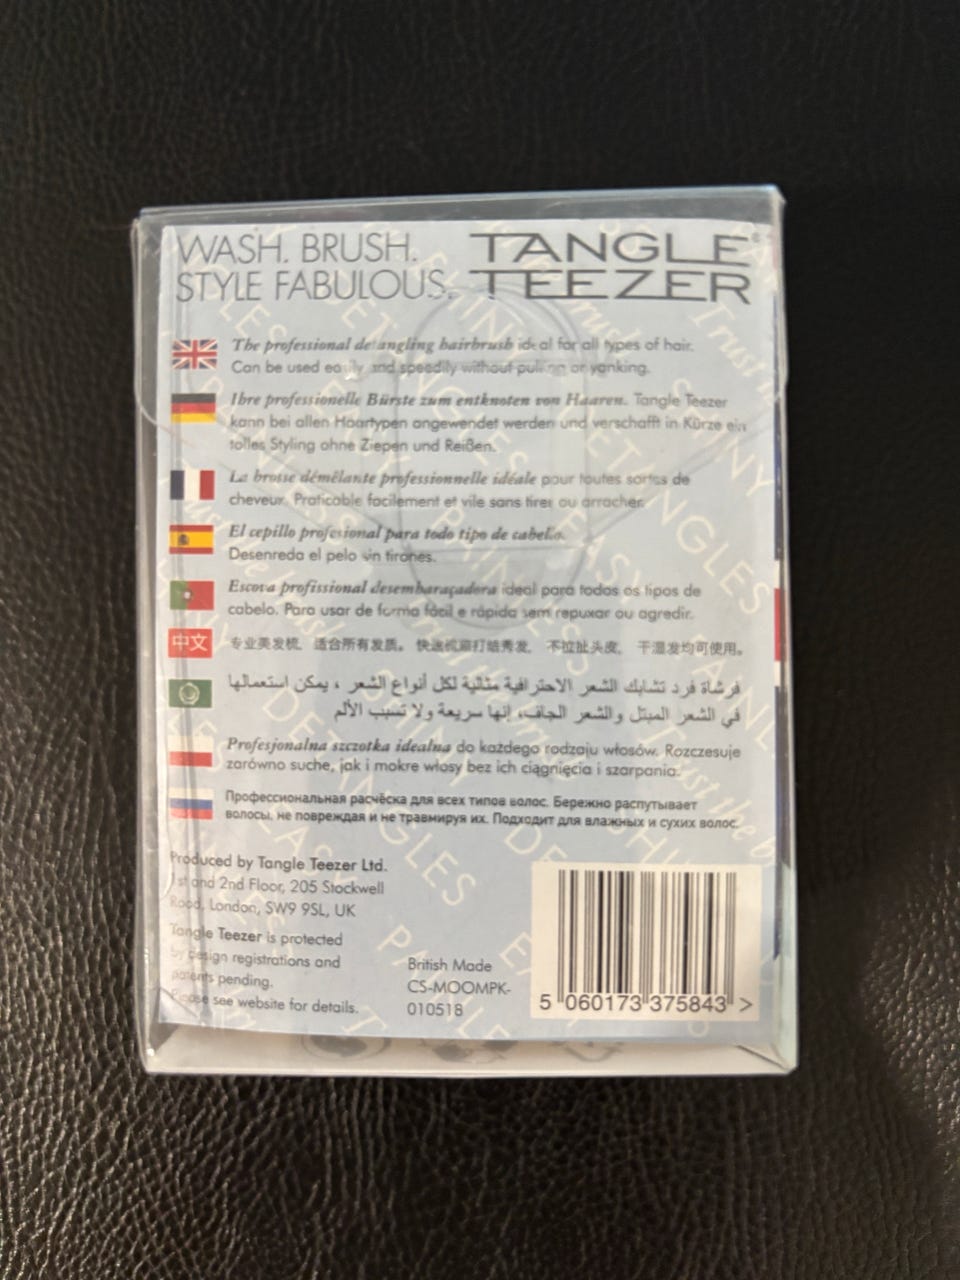 WASH. BRUSH.
STYLE FABULOUS.
TANGLE
TEEZER
The professional detangling hairbrush ideal for all types of hair.
Can be used easily and speedily without pulling or yanking.
Ihre professionelle Bürste zum entknoten von Haaren. Tangle Teezer
kann bei allen Haartypen angewendet werden und verschafft in Kürze ein
tolles Styling ohne Ziepen und Reißen.
La brosse démêlante professionnelle idéale pour toutes sortes de
cheveux. Praticable facilement et vite sans tirer ou arracher.
El cepillo profesional para todo tipo de cabello.
Desenreda el pelo sin tirones.
Escova profissional desembaraçadora ideal para todos os tipos de
cabelo. Para usar de forma fácil e rápida sem repuxar ou agredir.
中文
专业美发梳，适合所有发质。快速梳顺打结秀发，不拉扯头皮，干湿发均可使用。
فرشاة فرد تشابك الشعر الاحترافية مثالية لكل أنواع الشعر ، يمكن استعمالها
في الشعر المبتل والشعر الجاف، إنها سريعة ولا تسبب الألم
Profesjonalna szczotka idealna do każdego rodzaju włosów. Rozczesuje
zarówno suche, jak i mokre włosy bez ich ciągnięcia i szarpania.
Профессиональная расчёска для всех типов волос. Бережно распутывает
волосы, не повреждая и не травмируя их. Подходит для влажных и сухих волос.
Produced by Tangle Teezer Ltd.
1st and 2nd Floor, 205 Stockwell
Road, London, SW9 9SL, UK
Tangle Teezer is protected
by design registrations and
patents pending.
Please see website for details.
British Made
CS-MOOMPK-
010518
5 060173 375843 >